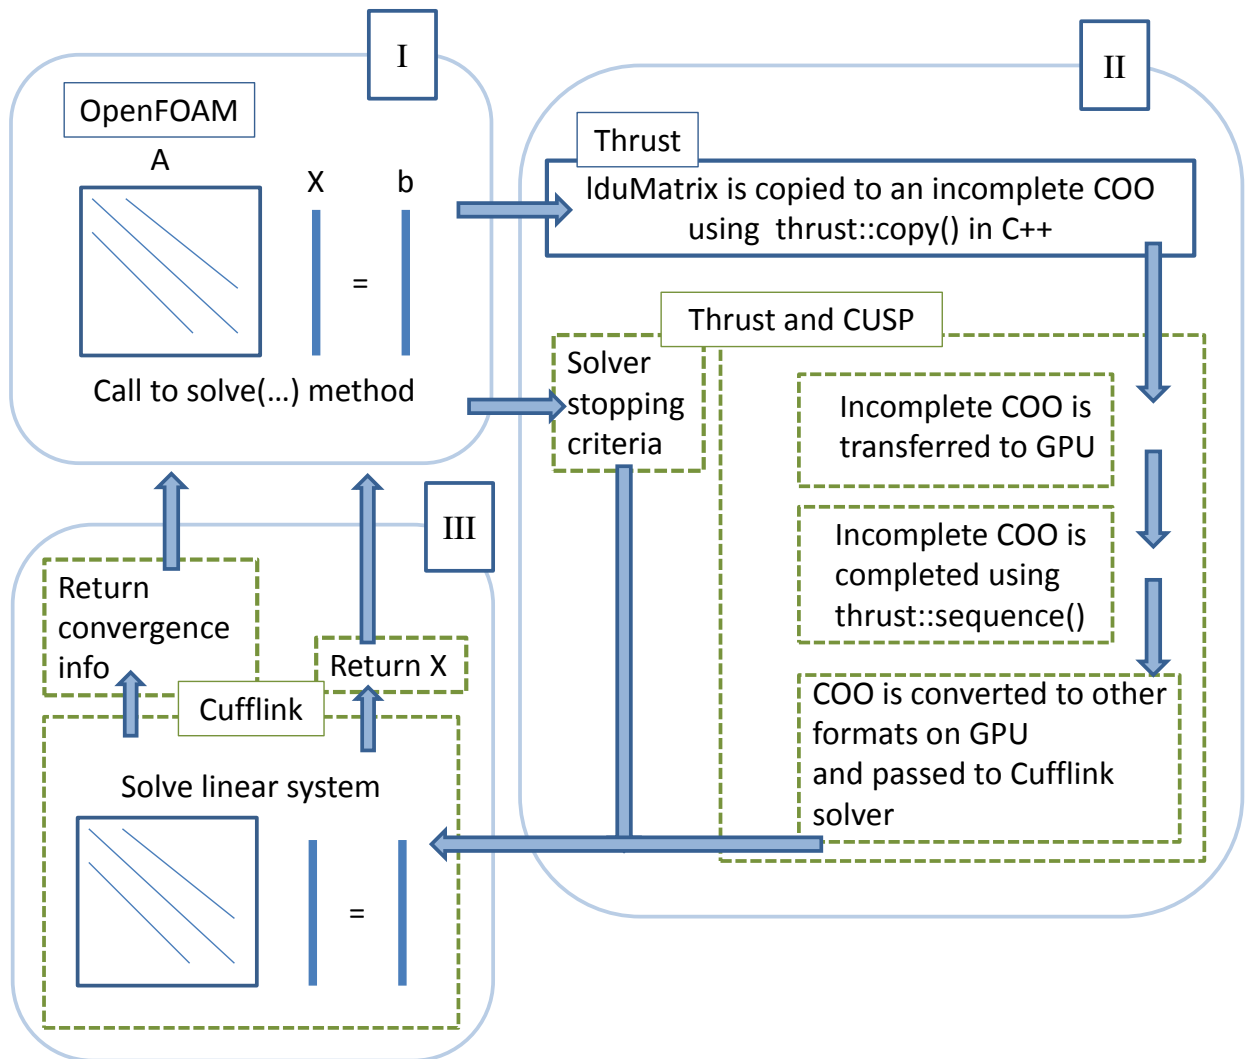 I
OpenFOAM
A
X
b
=
Call to solve(...) method
II
Thrust
lduMatrix is copied to an incomplete COO
using thrust::copy() in C++
Thrust and CUSP
Solver
stopping
criteria
Incomplete COO is
transferred to GPU
Incomplete COO is
completed using
thrust::sequence()
COO is converted to other
formats on GPU
and passed to Cufflink
solver
III
Return
convergence
info
Return X
Cufflink
Solve linear system
=